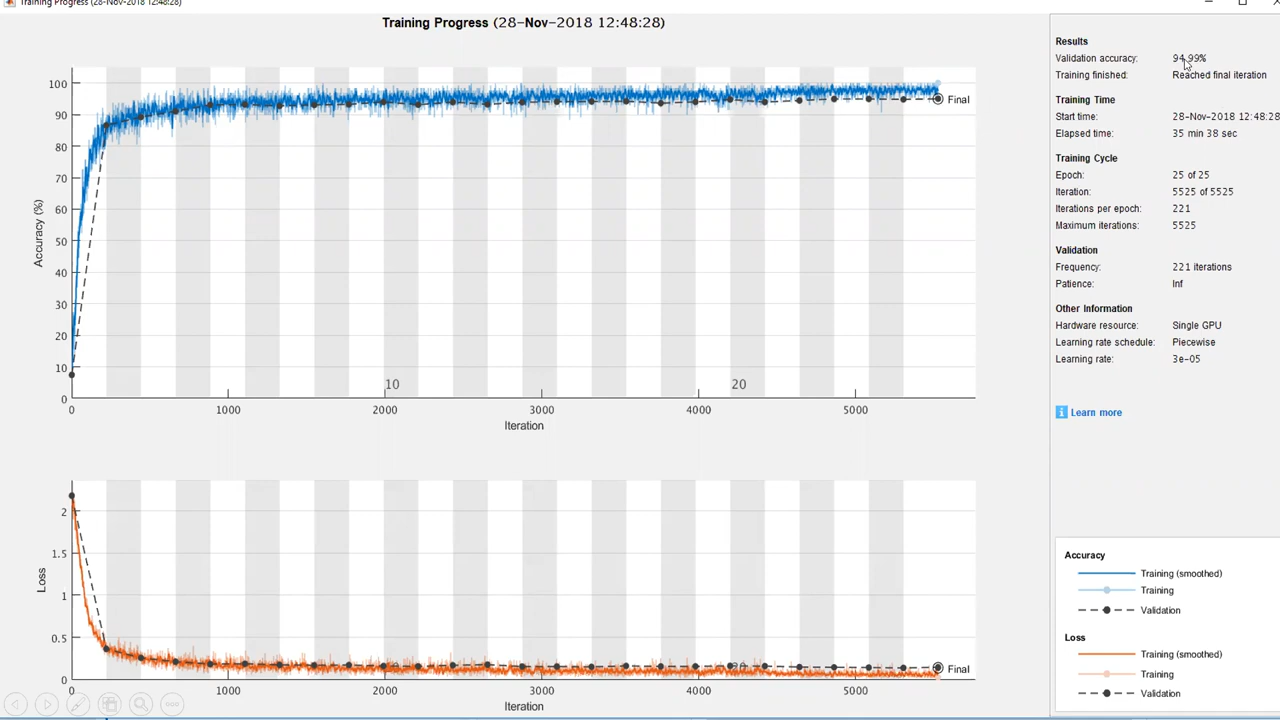 Training Progress (28-Nov-2018 12:48:28)
Training Progress (28-Nov-2018 12:48:28)
100
90
80
70
60
50
40
30
20
10
0
Accuracy (%)
Final
10
20
0 1000 2000 3000 4000 5000
Iteration
2
1.5
1
0.5
0
Loss
Final
0 1000 2000 3000 4000 5000
Iteration
Results
Validation accuracy: 94.99%
Training finished: Reached final iteration
Training Time
Start time: 28-Nov-2018 12:48:28
Elapsed time: 35 min 38 sec
Training Cycle
Epoch: 25 of 25
Iteration: 5525 of 5525
Iterations per epoch: 221
Maximum iterations: 5525
Validation
Frequency: 221 iterations
Patience: Inf
Other Information
Hardware resource: Single GPU
Learning rate schedule: Piecewise
Learning rate: 3e-05
i Learn more
Accuracy
Training (smoothed)
Training
Validation
Loss
Training (smoothed)
Training
Validation